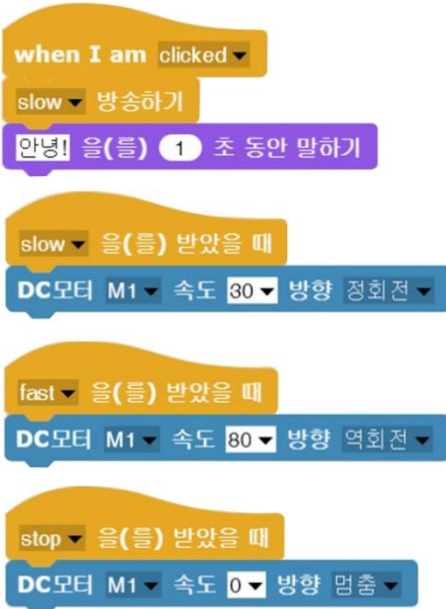 when I am clicked
slow 방송하기
안녕! 을(를) 1 초 동안 말하기
slow 을(를) 받았을 때
DC모터 M1 속도 30 방향 정회전
fast 을(를) 받았을 때
DC모터 M1 속도 80 방향 역회전
stop 을(를) 받았을 때
DC모터 M1 속도 0 방향 멈춤